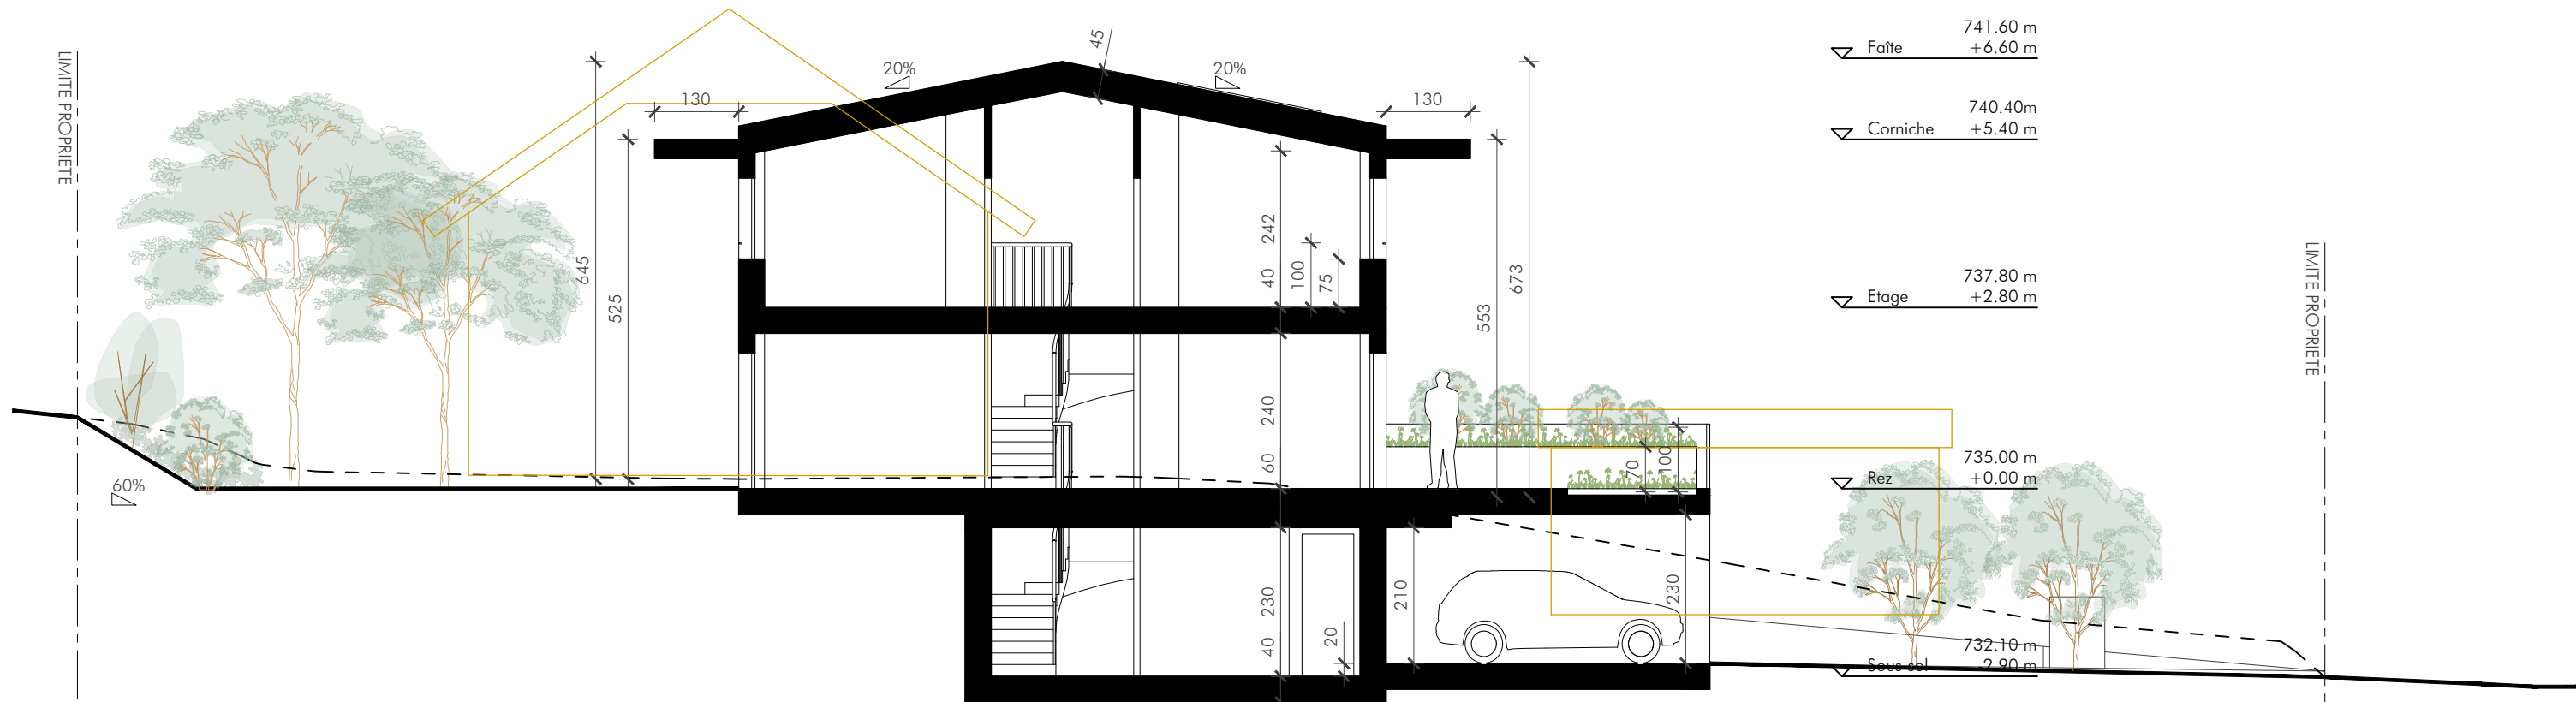 741.60 m
Faîte +6.60 m
740.40m
Corniche +5.40 m
737.80 m
Etage +2.80 m
735.00 m
Rez +0.00 m
732.10 m
Sous-sol -2.90 m
LIMITE PROPRIETE
LIMITE PROPRIETE
45
20%
20%
130
130
645
525
242
40
100
75
673
553
240
60
70
100
60%
230
40
20
210
230